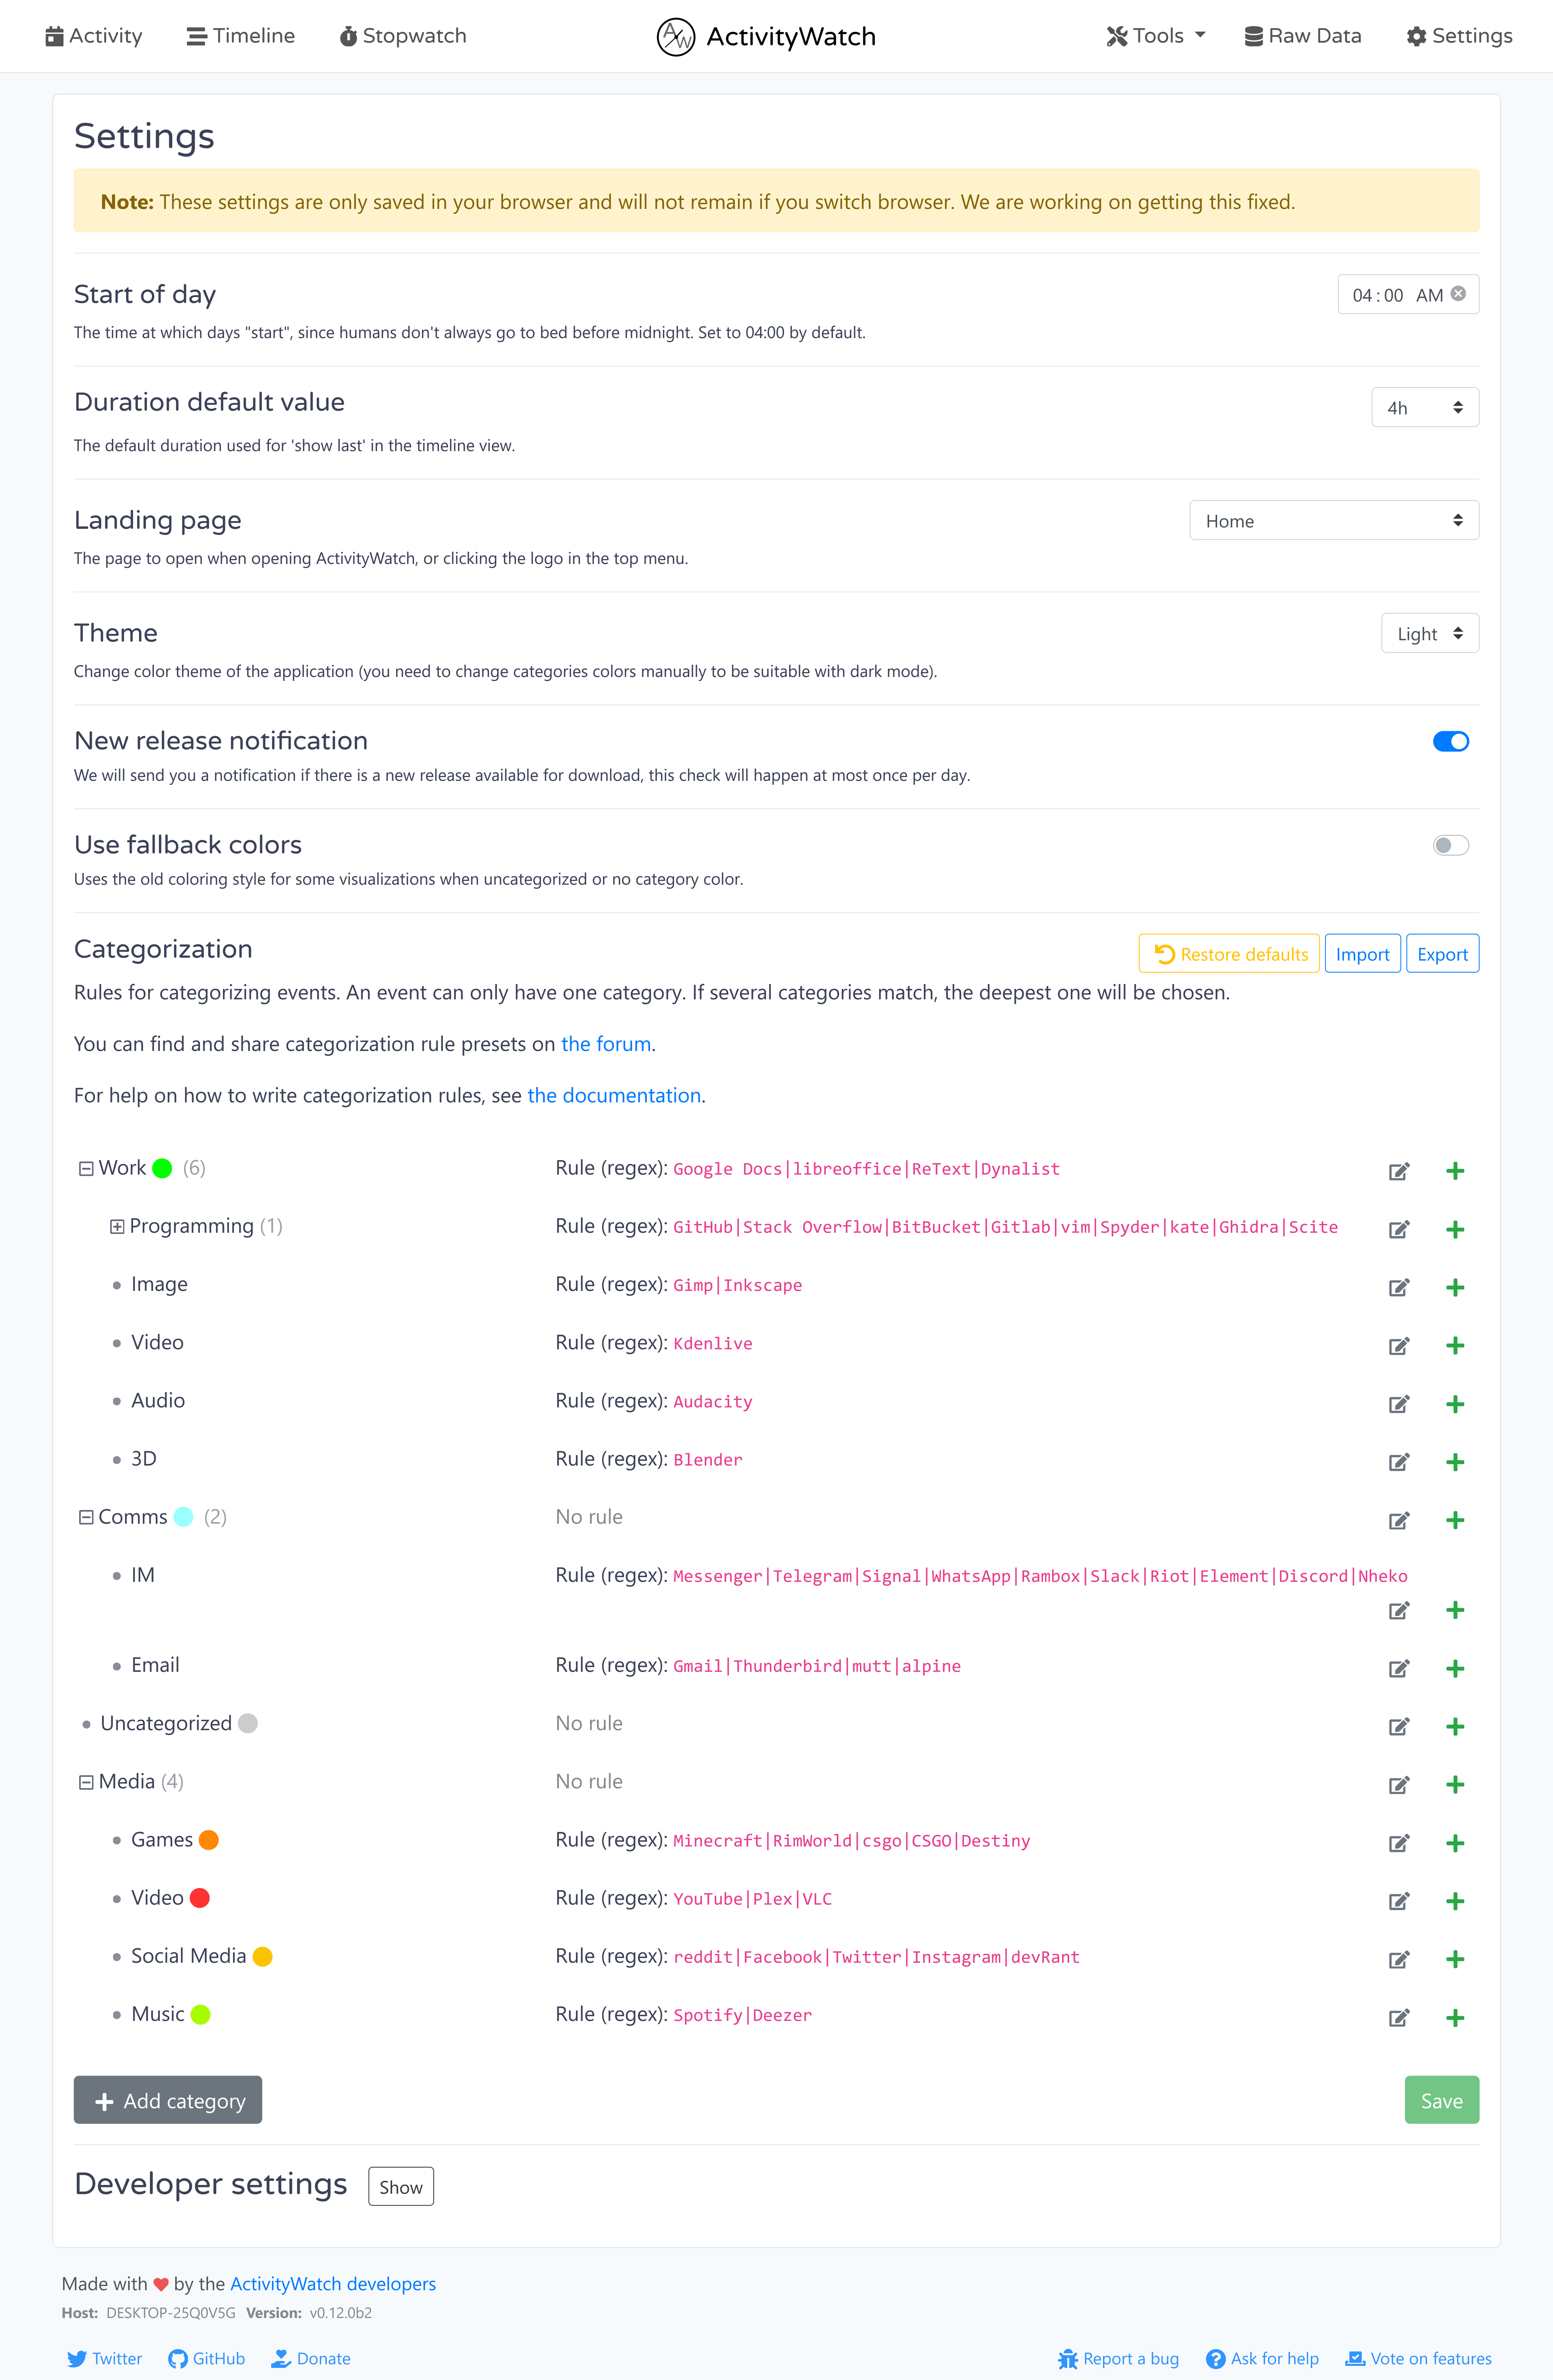 Activity Timeline Stopwatch ActivityWatch Tools Raw Data Settings
Settings
Note: These settings are only saved in your browser and will not remain if you switch browser. We are working on getting this fixed.
Start of day 04:00 AM
The time at which days "start", since humans don't always go to bed before midnight. Set to 04:00 by default.
Duration default value 4h
The default duration used for 'show last' in the timeline view.
Landing page Home
The page to open when opening ActivityWatch, or clicking the logo in the top menu.
Theme Light
Change color theme of the application (you need to change categories colors manually to be suitable with dark mode).
New release notification
We will send you a notification if there is a new release available for download, this check will happen at most once per day.
Use fallback colors
Uses the old coloring style for some visualizations when uncategorized or no category color.
Categorization Restore defaults Import Export
Rules for categorizing events. An event can only have one category. If several categories match, the deepest one will be chosen.
You can find and share categorization rule presets on the forum.
For help on how to write categorization rules, see the documentation.
Work (6) Rule (regex): Google Docs|libreoffice|ReText|Dynalist
Programming (1) Rule (regex): GitHub|Stack Overflow|BitBucket|Gitlab|vim|Spyder|kate|Ghidra|Scite
Image Rule (regex): Gimp|Inkscape
Video Rule (regex): Kdenlive
Audio Rule (regex): Audacity
3D Rule (regex): Blender
Comms (2) No rule
IM Rule (regex): Messenger|Telegram|Signal|WhatsApp|Rambox|Slack|Riot|Element|Discord|Nheko
Email Rule (regex): Gmail|Thunderbird|mutt|alpine
Uncategorized No rule
Media (4) No rule
Games Rule (regex): Minecraft|RimWorld|csgo|CSGO|Destiny
Video Rule (regex): YouTube|Plex|VLC
Social Media Rule (regex): reddit|Facebook|Twitter|Instagram|devRant
Music Rule (regex): Spotify|Deezer
Add category Save
Developer settings Show
Made with ❤ by the ActivityWatch developers
Host: DESKTOP-25Q0V5G Version: v0.12.0b2
Twitter GitHub Donate Report a bug Ask for help Vote on features